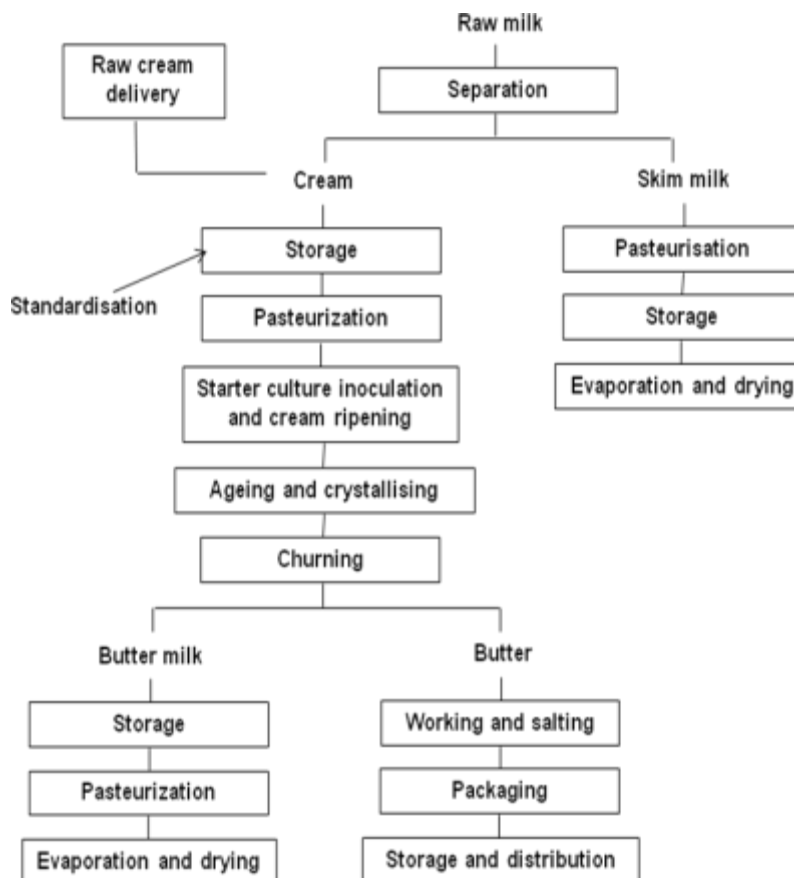 Raw milk
Raw cream
delivery
Separation
Cream
Skim milk
Storage
Pasteurisation
Standardisation
Pasteurization
Storage
Starter culture inoculation
and cream ripening
Evaporation and drying
Ageing and crystallising
Churning
Butter milk
Butter
Storage
Working and salting
Pasteurization
Packaging
Evaporation and drying
Storage and distribution